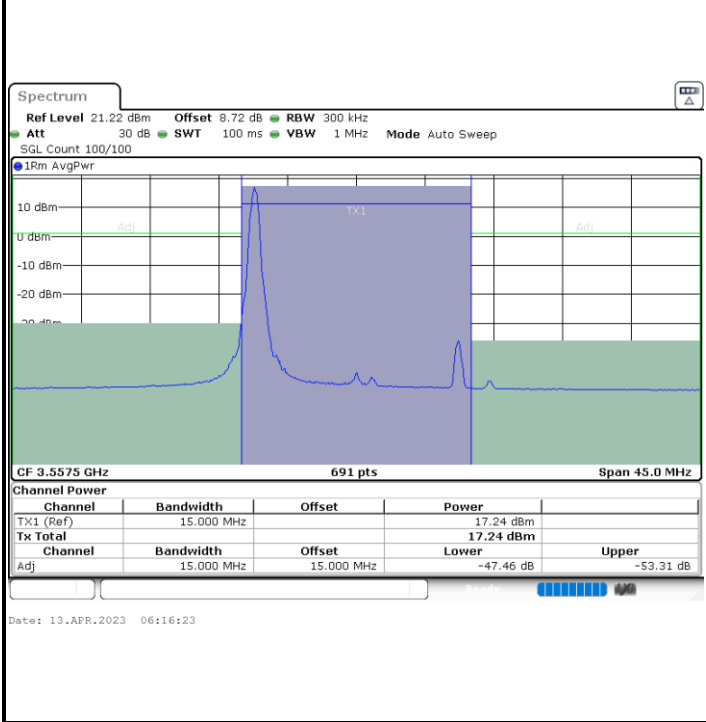 Spectrum
Ref Level 21.22 dBm Offset 8.72 dB RBW 300 kHz
Att 30 dB SWT 100 ms VBW 1 MHz Mode Auto Sweep
SGL Count 100/100
1Rm AvgPwr
10 dBm
TX1
Adj Adj
0 dBm
-10 dBm
-20 dBm
CF 3.5575 GHz 691 pts Span 45.0 MHz
Channel Power
Channel Bandwidth Offset Power
TX1 (Ref) 15.000 MHz 17.24 dBm
Tx Total 17.24 dBm
Channel Bandwidth Offset Lower Upper
Adj 15.000 MHz 15.000 MHz -47.46 dB -53.31 dB
Ready
Date: 13.APR.2023 06:16:23